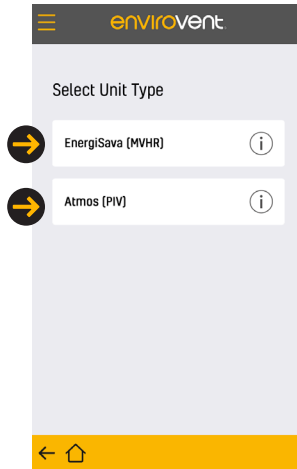 envirovent
Select Unit Type
EnergiSava (MVHR)
Atmos (PIV)